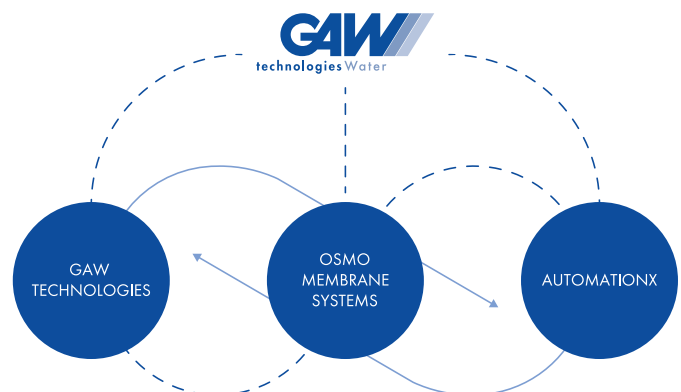 GAW
technologies Water
GAW
TECHNOLOGIES
OSMO
MEMBRANE
SYSTEMS
AUTOMATIONX